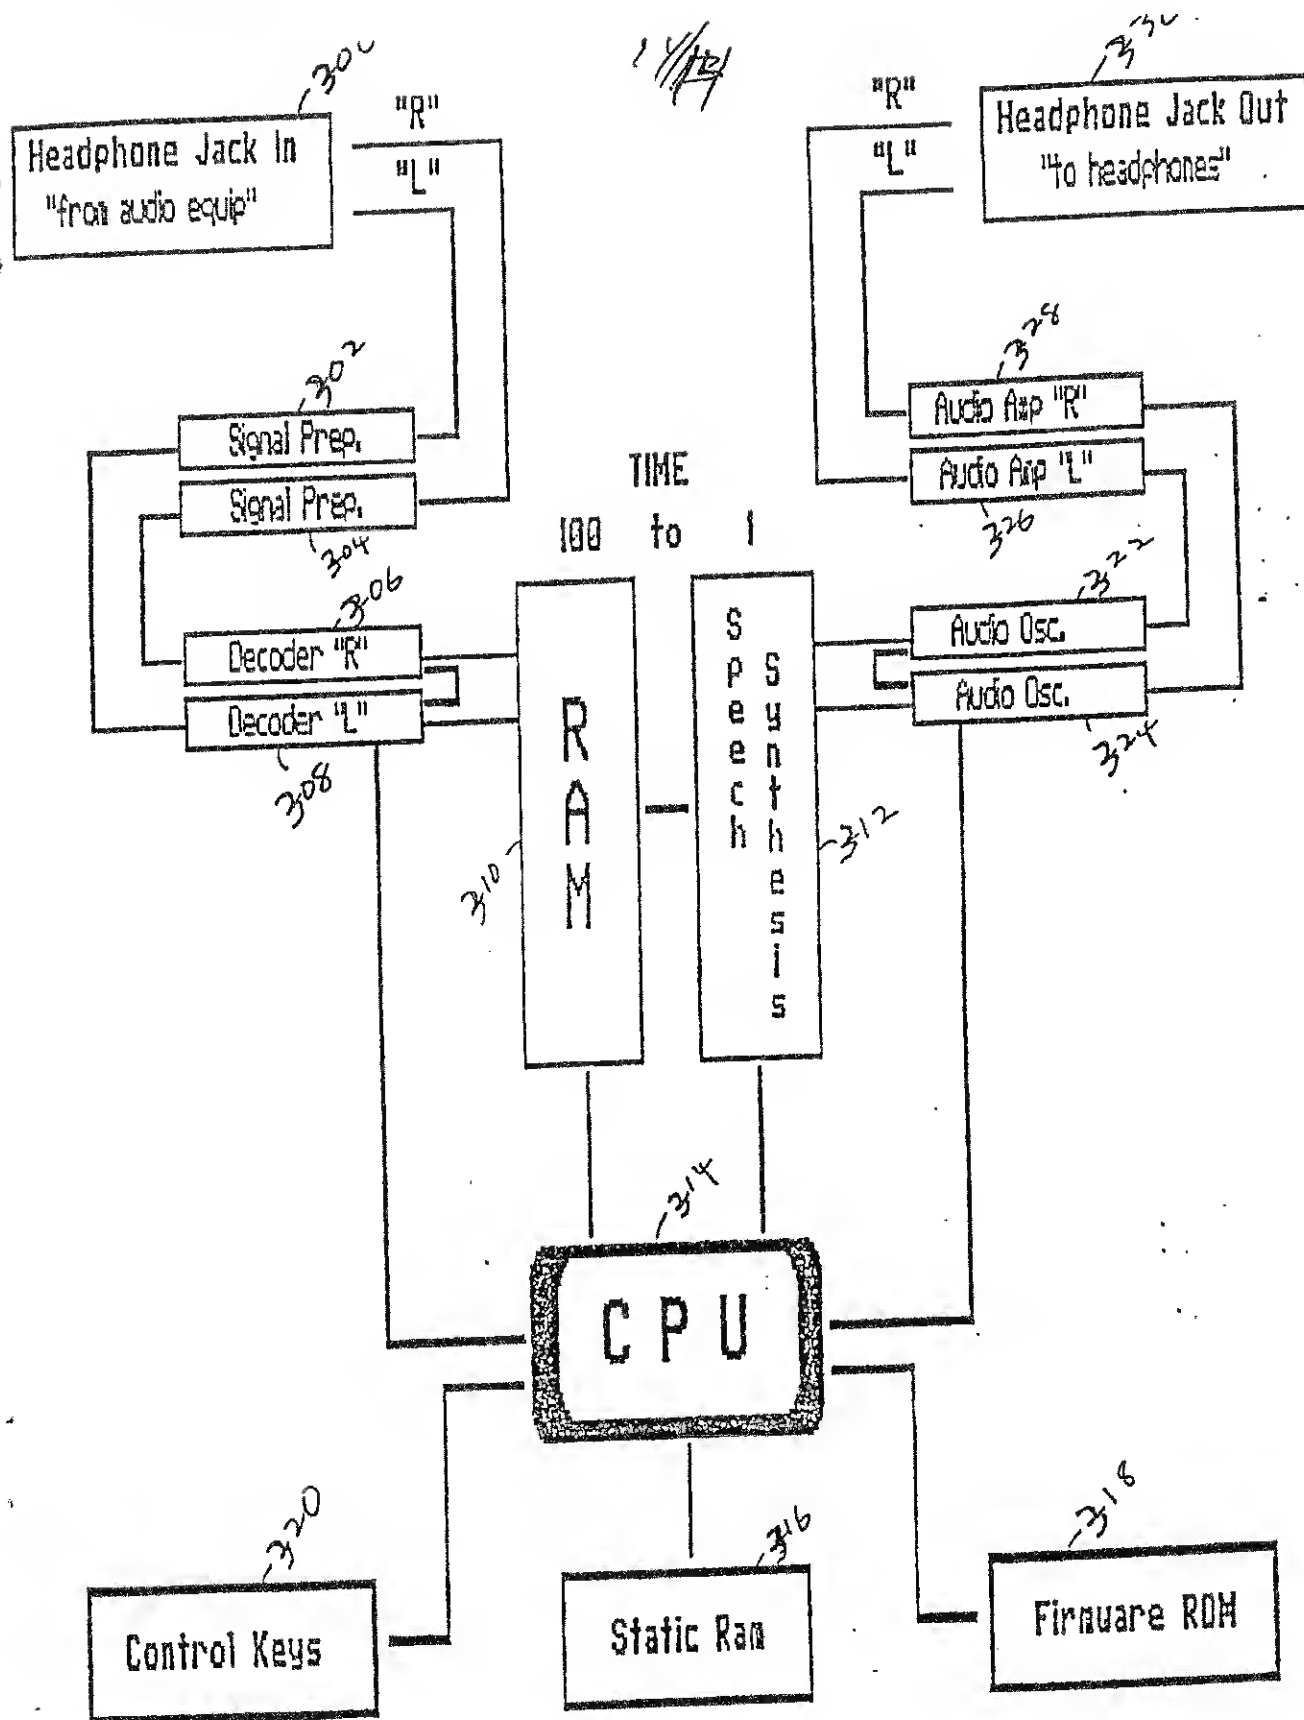 "R"
"L"
Headphone Jack In
"from audio equip"
"R"
"L"
Headphone Jack Out
"to headphones"
302
Signal Prep.
Signal Prep.
304
328
Audio Amp "R"
Audio Amp "L"
326
TIME
100 to 1
306
Decoder "R"
Decoder "L"
308
322
Audio Osc.
Audio Osc.
324
RAM
310
Speech
Synthesis
312
314
CPU
320
Control Keys
316
Static Ram
318
Firmware ROM